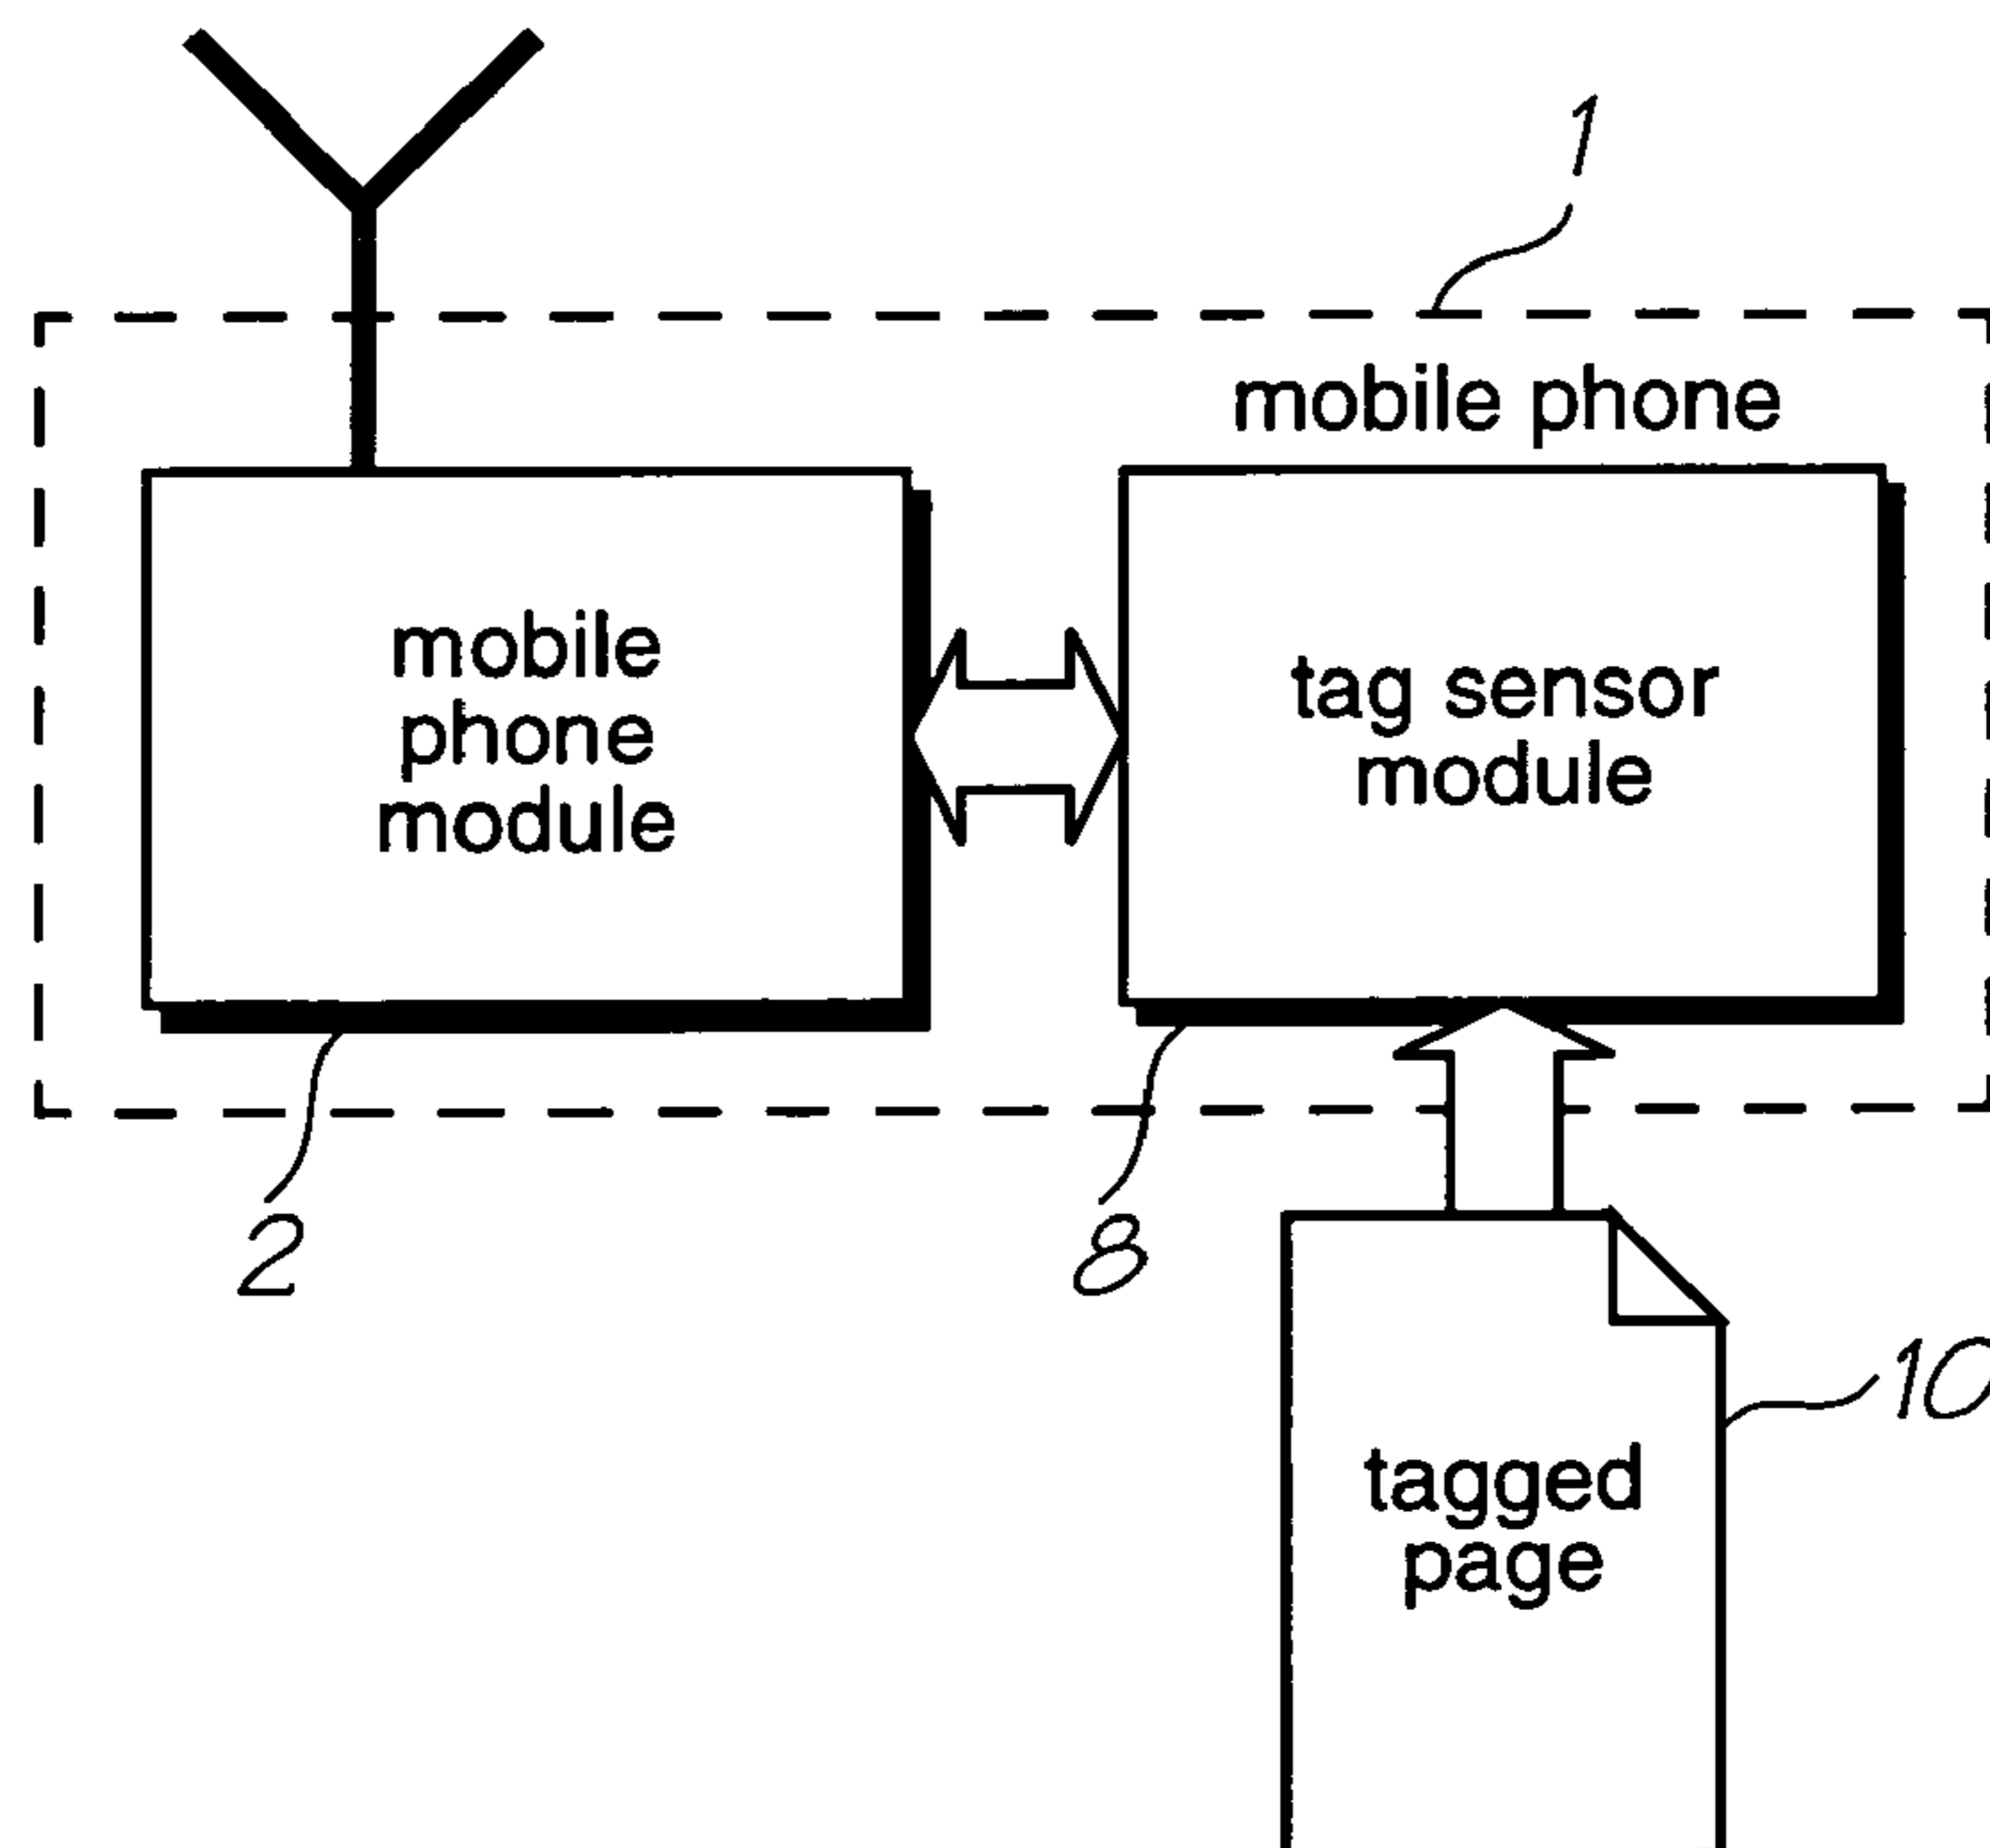 1
mobile phone
mobile
phone
module
tag sensor
module
2
8
10
tagged
page